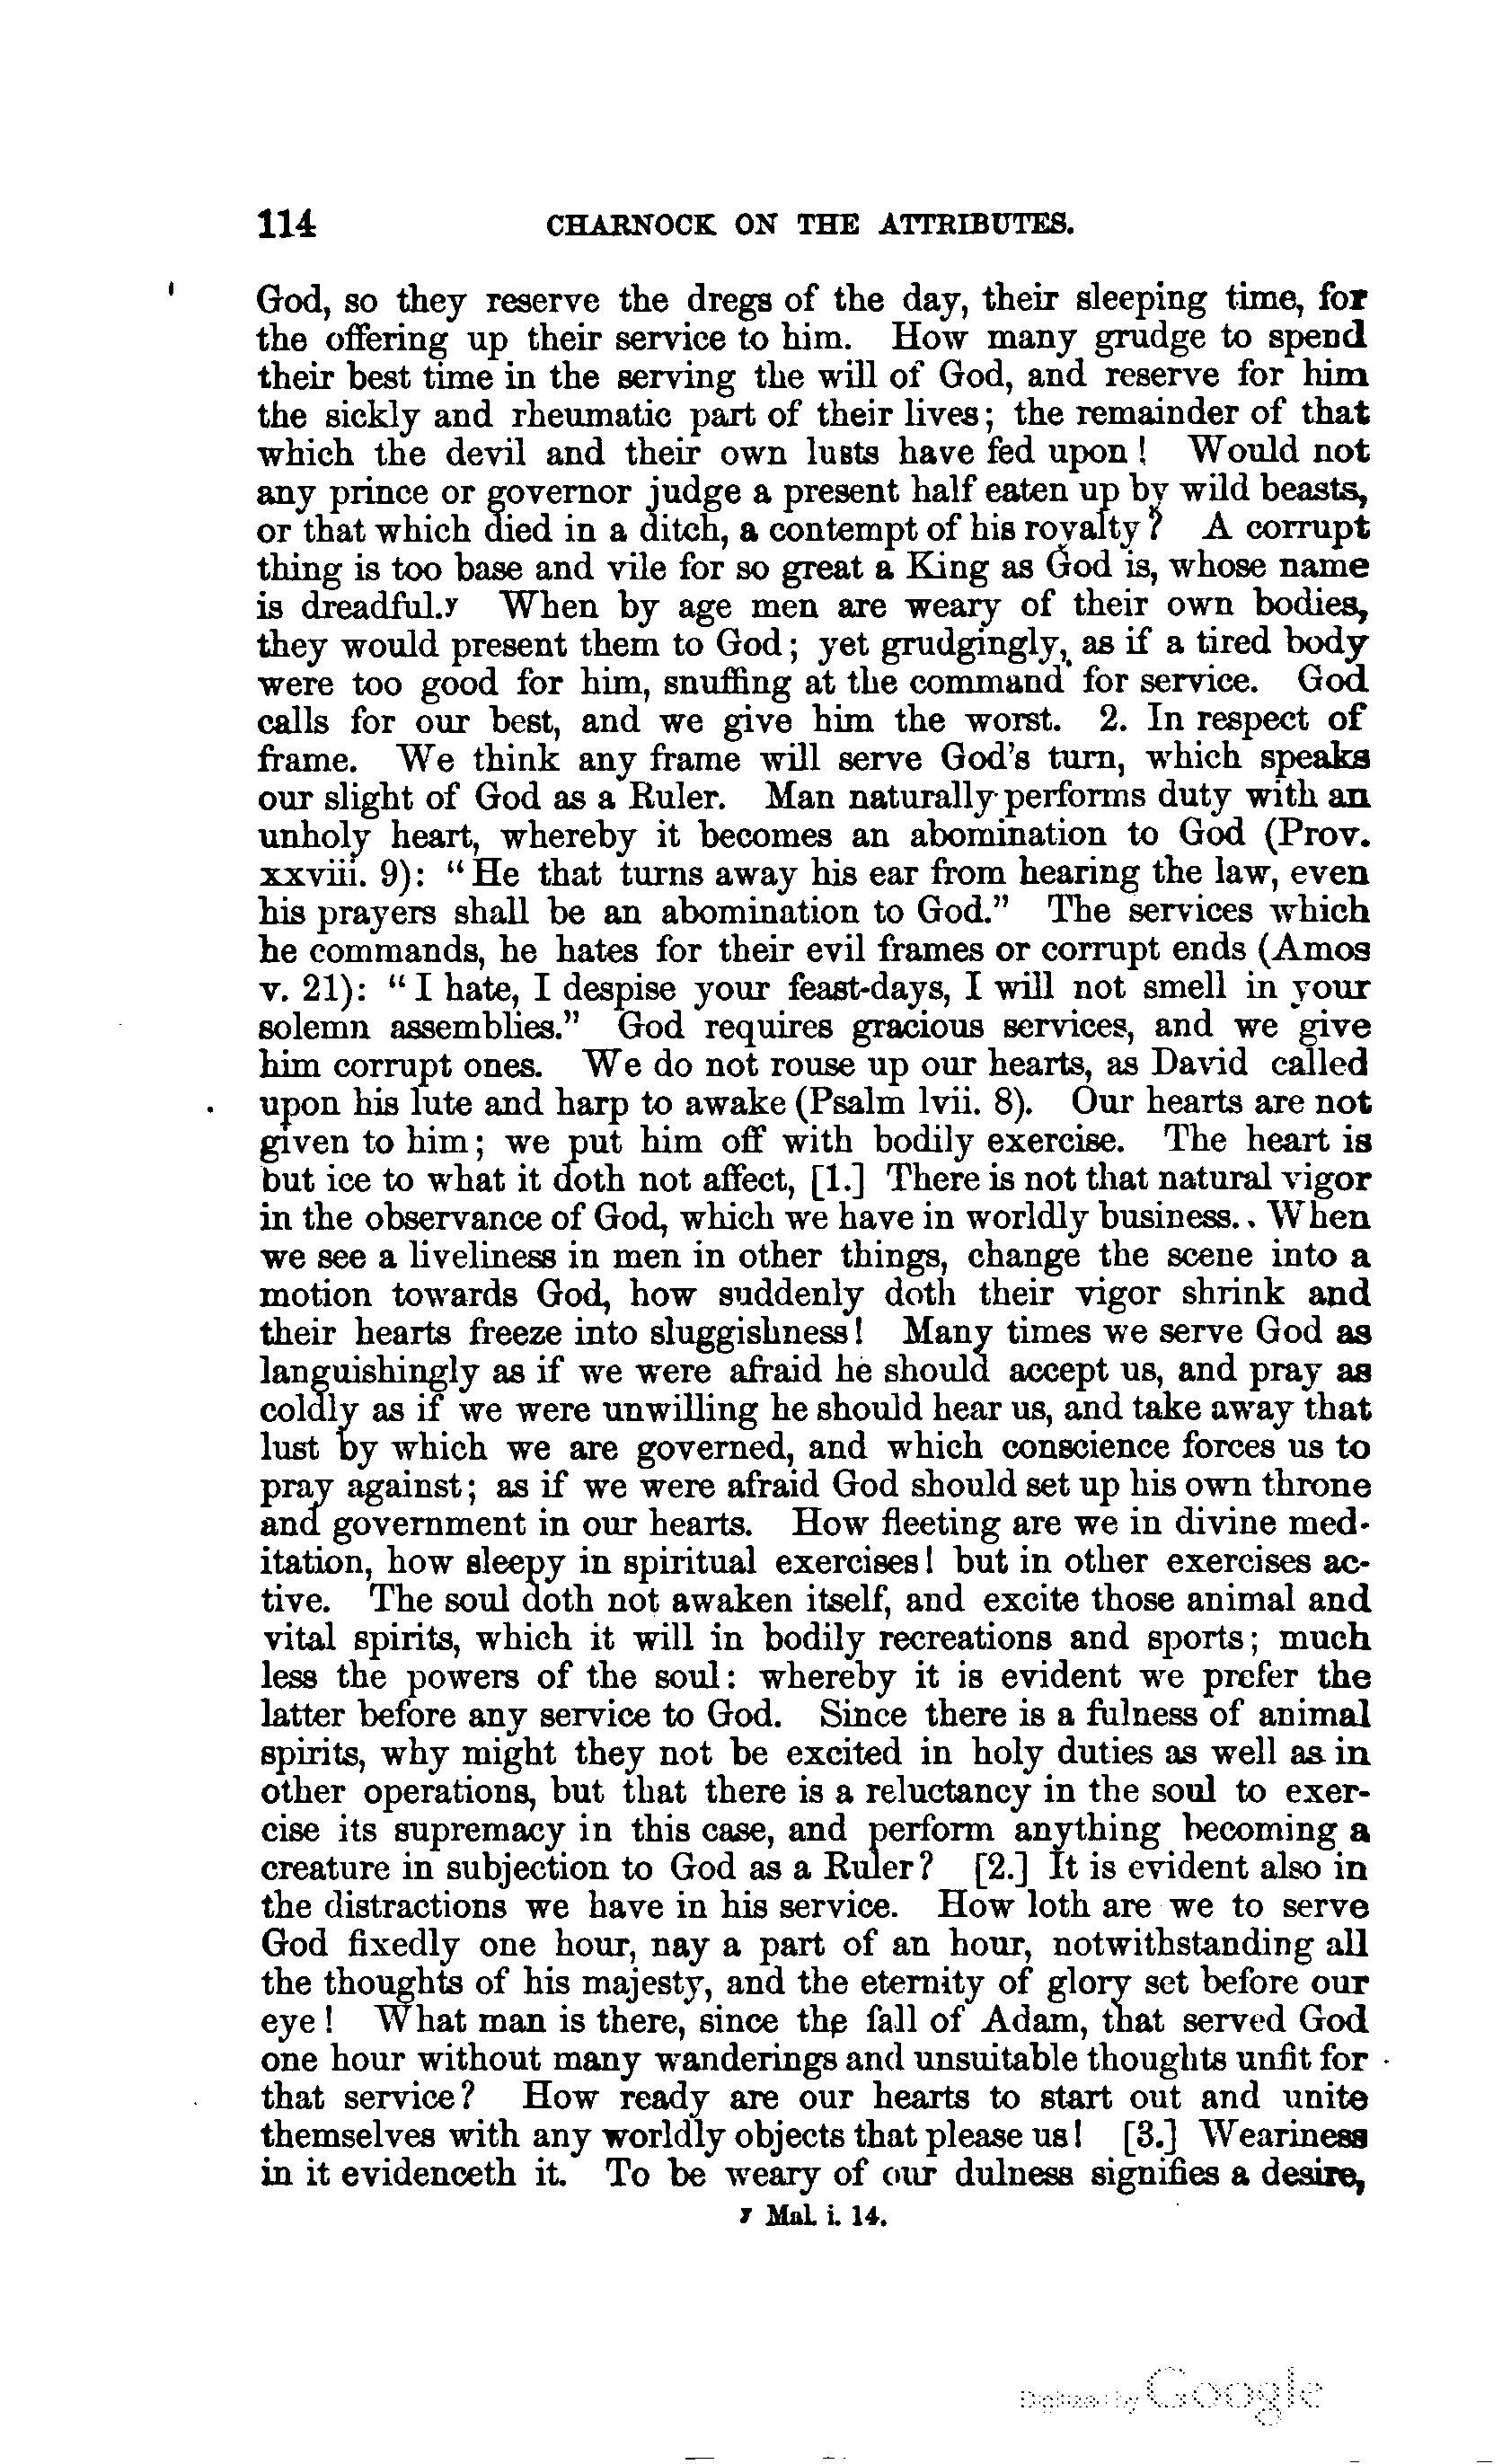 114 CHARNOCK ON THE ATTRIBUTES.
God, so they reserve the dregs of the day, their sleeping time, for
the offering up their service to him. How many grudge to spend
their best time in the serving the will of God, and reserve for him
the sickly and rheumatic part of their lives; the remainder of that
which the devil and their own lusts have fed upon! Would not
any prince or governor judge a present half eaten up by wild beasts,
or that which died in a ditch, a contempt of his royalty? A corrupt
thing is too base and vile for so great a King as God is, whose name
is dreadful.y When by age men are weary of their own bodies,
they would present them to God; yet grudgingly, as if a tired body
were too good for him, snuffing at the command for service. God
calls for our best, and we give him the worst. 2. In respect of
frame. We think any frame will serve God's turn, which speaks
our slight of God as a Ruler. Man naturally performs duty with an
unholy heart, whereby it becomes an abomination to God (Prov.
xxviii. 9): "He that turns away his ear from hearing the law, even
his prayers shall be an abomination to God." The services which
he commands, he hates for their evil frames or corrupt ends (Amos
v. 21): "I hate, I despise your feast-days, I will not smell in your
solemn assemblies." God requires gracious services, and we give
him corrupt ones. We do not rouse up our hearts, as David called
upon his lute and harp to awake (Psalm lvii. 8). Our hearts are not
given to him; we put him off with bodily exercise. The heart is
but ice to what it doth not affect, [1.] There is not that natural vigor
in the observance of God, which we have in worldly business.. When
we see a liveliness in men in other things, change the scene into a
motion towards God, how suddenly doth their vigor shrink and
their hearts freeze into sluggishness! Many times we serve God as
languishingly as if we were afraid he should accept us, and pray as
coldly as if we were unwilling he should hear us, and take away that
lust by which we are governed, and which conscience forces us to
pray against; as if we were afraid God should set up his own throne
and government in our hearts. How fleeting are we in divine med-
itation, how sleepy in spiritual exercises! but in other exercises ac-
tive. The soul doth not awaken itself, and excite those animal and
vital spirits, which it will in bodily recreations and sports; much
less the powers of the soul: whereby it is evident we prefer the
latter before any service to God. Since there is a fulness of animal
spirits, why might they not be excited in holy duties as well as in
other operations, but that there is a reluctancy in the soul to exer-
cise its supremacy in this case, and perform anything becoming a
creature in subjection to God as a Ruler? [2.] It is evident also in
the distractions we have in his service. How loth are we to serve
God fixedly one hour, nay a part of an hour, notwithstanding all
the thoughts of his majesty, and the eternity of glory set before our
eye! What man is there, since the fall of Adam, that served God
one hour without many wanderings and unsuitable thoughts unfit for
that service? How ready are our hearts to start out and unite
themselves with any worldly objects that please us! [3.] Weariness
in it evidenceth it. To be weary of our dulness signifies a desire,
y Mal. i. 14.
Digitized by Google